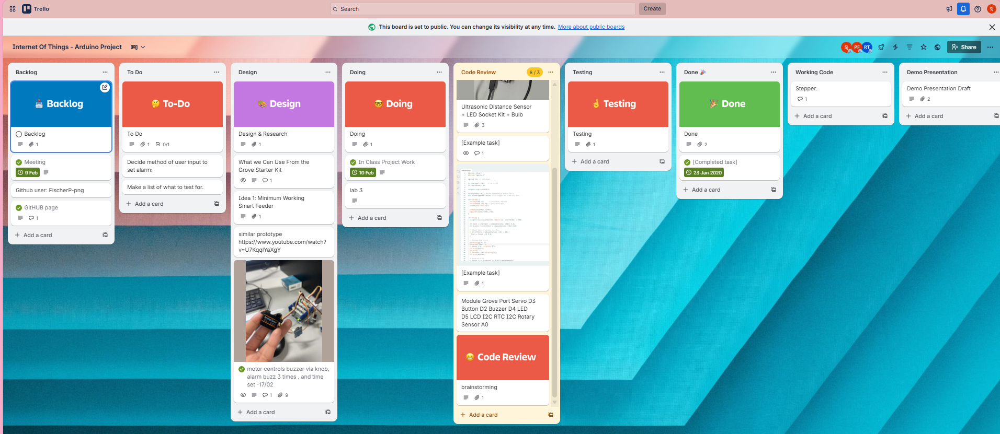 Trello
Search
Create
SJ
This board is set to public. You can change its visibility at any time. More about public boards
Internet Of Things - Arduino Project
SJ
PF
RT
Share
Backlog
Backlog
Backlog
1
Meeting
9 Feb
Github user: FischerP-png
GitHUB page
1
Add a card
To Do
To-Do
To Do
1
0/1
Decide method of user input to
set alarm:
Make a list of what to test for.
Add a card
Design
Design
Design & Research
1
What we Can Use From the
Grove Starter Kit
1
Idea 1: Minimum Working
Smart Feeder
1
similar prototype
https://www.youtube.com/watch?
v=U7KqqlYaXgY
motor controls buzzer via knob,
alarm buzz 3 times , and time
set -17/02
1
9
Add a card
Doing
Doing
Doing
1
In Class Project Work
10 Feb
lab 3
Add a card
Code Review
6 / 3
Ultrasonic Distance Sensor
+ LED Socket Kit + Bulb
3
[Example task]
1
[Example task]
1
Module Grove Port Servo D3
Button D2 Buzzer D4 LED
D5 LCD I2C RTC I2C Rotary
Sensor A0
Code Review
brainstorming
1
Add a card
Testing
Testing
Testing
1
Add a card
Done 🎉
Done
Done
2
[Completed task]
23 Jan 2020
Add a card
Working Code
Stepper:
1
Add a card
Demo Presentation
Demo Presentation Draft
2
Add a card